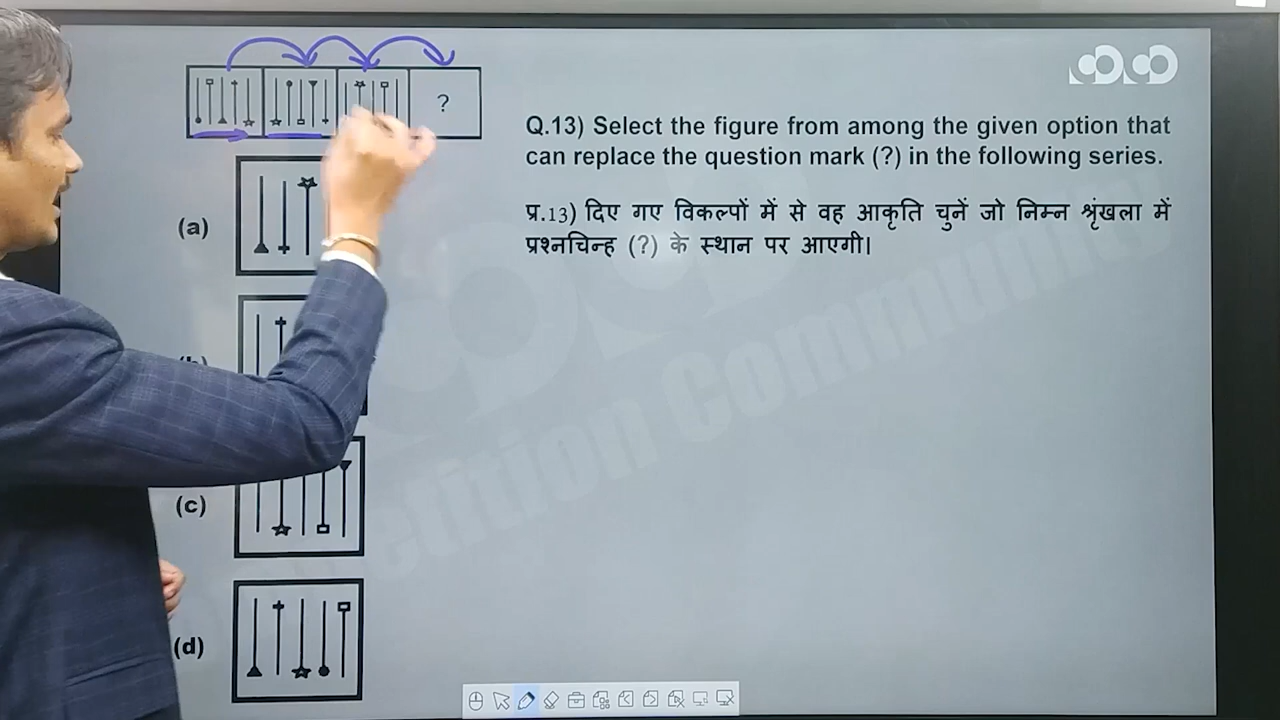 ?
Q.13) Select the figure from among the given option that
can replace the question mark (?) in the following series.
प्र.13) दिए गए विकल्पों में से वह आकृति चुनें जो निम्न श्रृंखला में
प्रश्नचिन्ह (?) के स्थान पर आएगी।
(a)
(c)
(d)